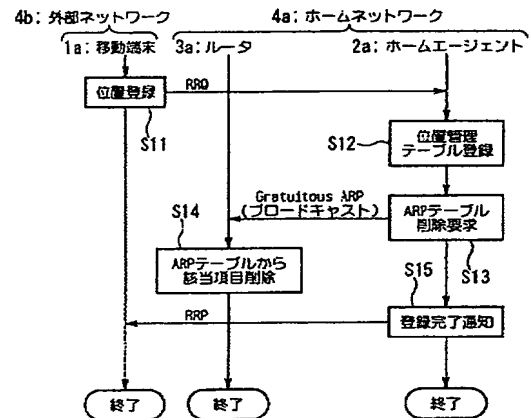 4b：外部ネットワーク
4a：ホームネットワーク
1a：移動端末
3a：ルータ
2a：ホームエージェント
位置登録
RRQ
S11
S12
位置管理
テーブル登録
Gratuitous ARP
(ブロードキャスト)
ARPテーブル
削除要求
S13
S14
ARPテーブルから
該当項目削除
S15
RRP
登録完了通知
終了
終了
終了